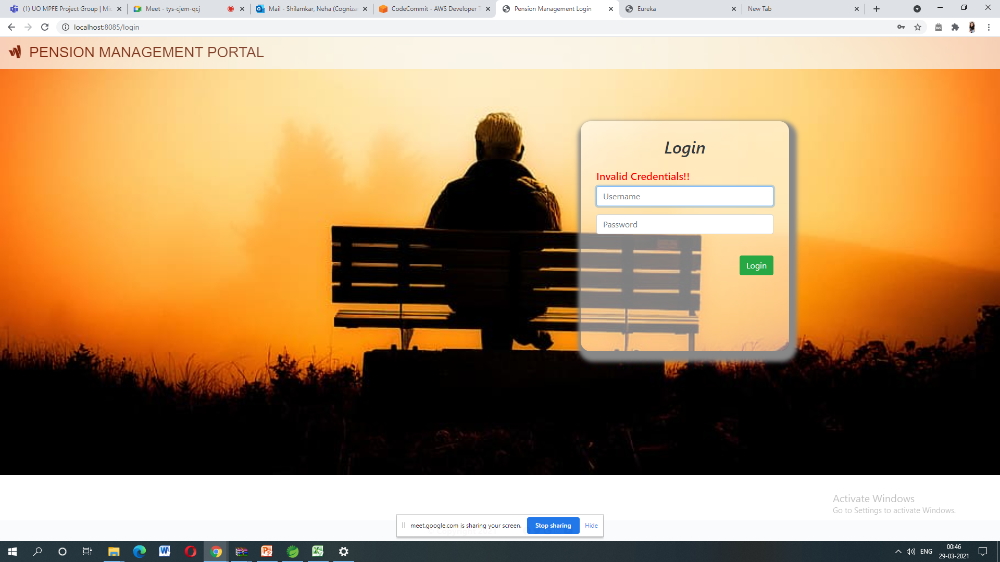 (1) UO MPFE Project Group | Mic
Meet - tys-cjem-qcj
Mail - Shilamkar, Neha (Cogniza
CodeCommit - AWS Developer T
Pension Management Login
Eureka
New Tab
localhost:8085/login
PENSION MANAGEMENT PORTAL
Login
Invalid Credentials!!
Username
Password
Login
Activate Windows
Go to Settings to activate Windows.
meet.google.com is sharing your screen.
Stop sharing
Hide
ENG
00:46
29-03-2021